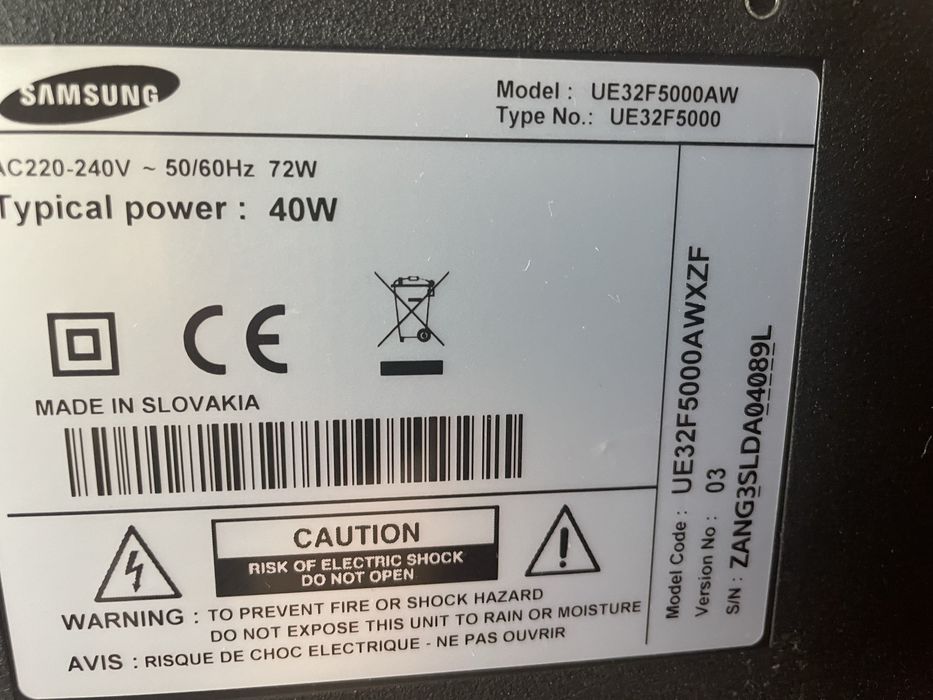 SAMSUNG
Model : UE32F5000AW
Type No.: UE32F5000
AC220-240V ~ 50/60Hz 72W
Typical power : 40W
CE
MADE IN SLOVAKIA
CAUTION
RISK OF ELECTRIC SHOCK
DO NOT OPEN
WARNING : TO PREVENT FIRE OR SHOCK HAZARD
DO NOT EXPOSE THIS UNIT TO RAIN OR MOISTURE
AVIS : RISQUE DE CHOC ELECTRIQUE - NE PAS OUVRIR
Model Code : UE32F5000AWXZF
Version No : 03
S/N : ZANG3SLDA04089L